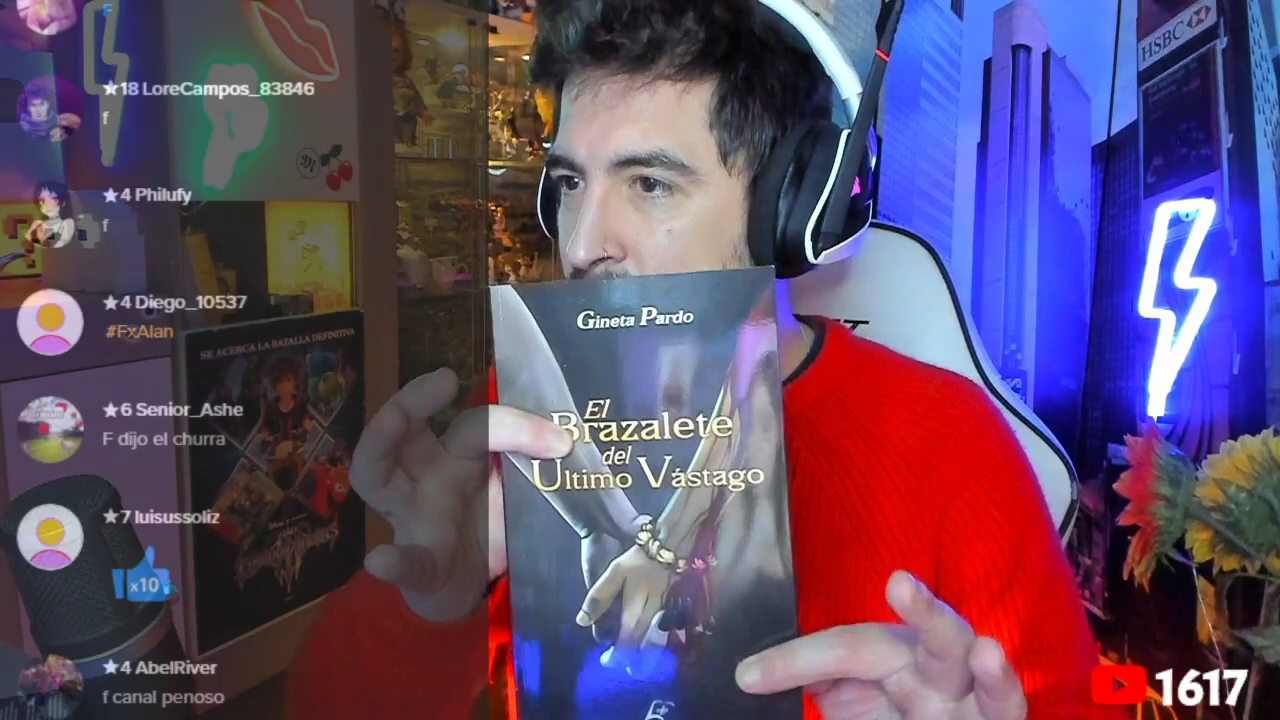 F
★18 LoreCampos_83846
f
★4 Philufy
f
★4 Diego_10537
#FxAlan
★6 Senior_Ashe
F dijo el churra
★7 luisussoliz
x10
★4 AbelRiver
f canal penoso
SE ACERCA LA BATALLA DEFINITIVA
Gineta Pardo
El
Brazalete
del
Último Vástago
HSBC
1617